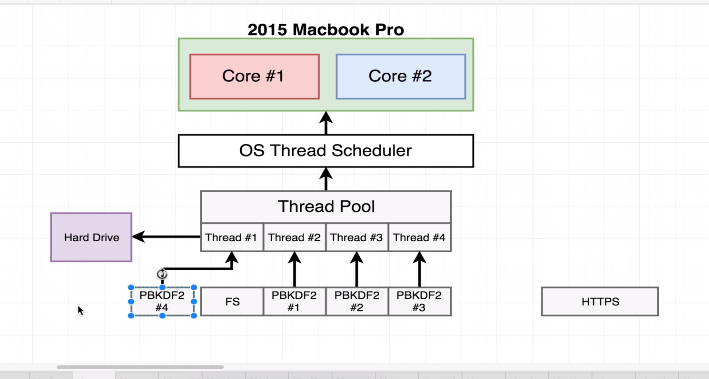 2015 Macbook Pro
Core #1
Core #2
OS Thread Scheduler
Thread Pool
Hard Drive
Thread #1
Thread #2
Thread #3
Thread #4
PBKDF2
#4
FS
PBKDF2
#1
PBKDF2
#2
PBKDF2
#3
HTTPS